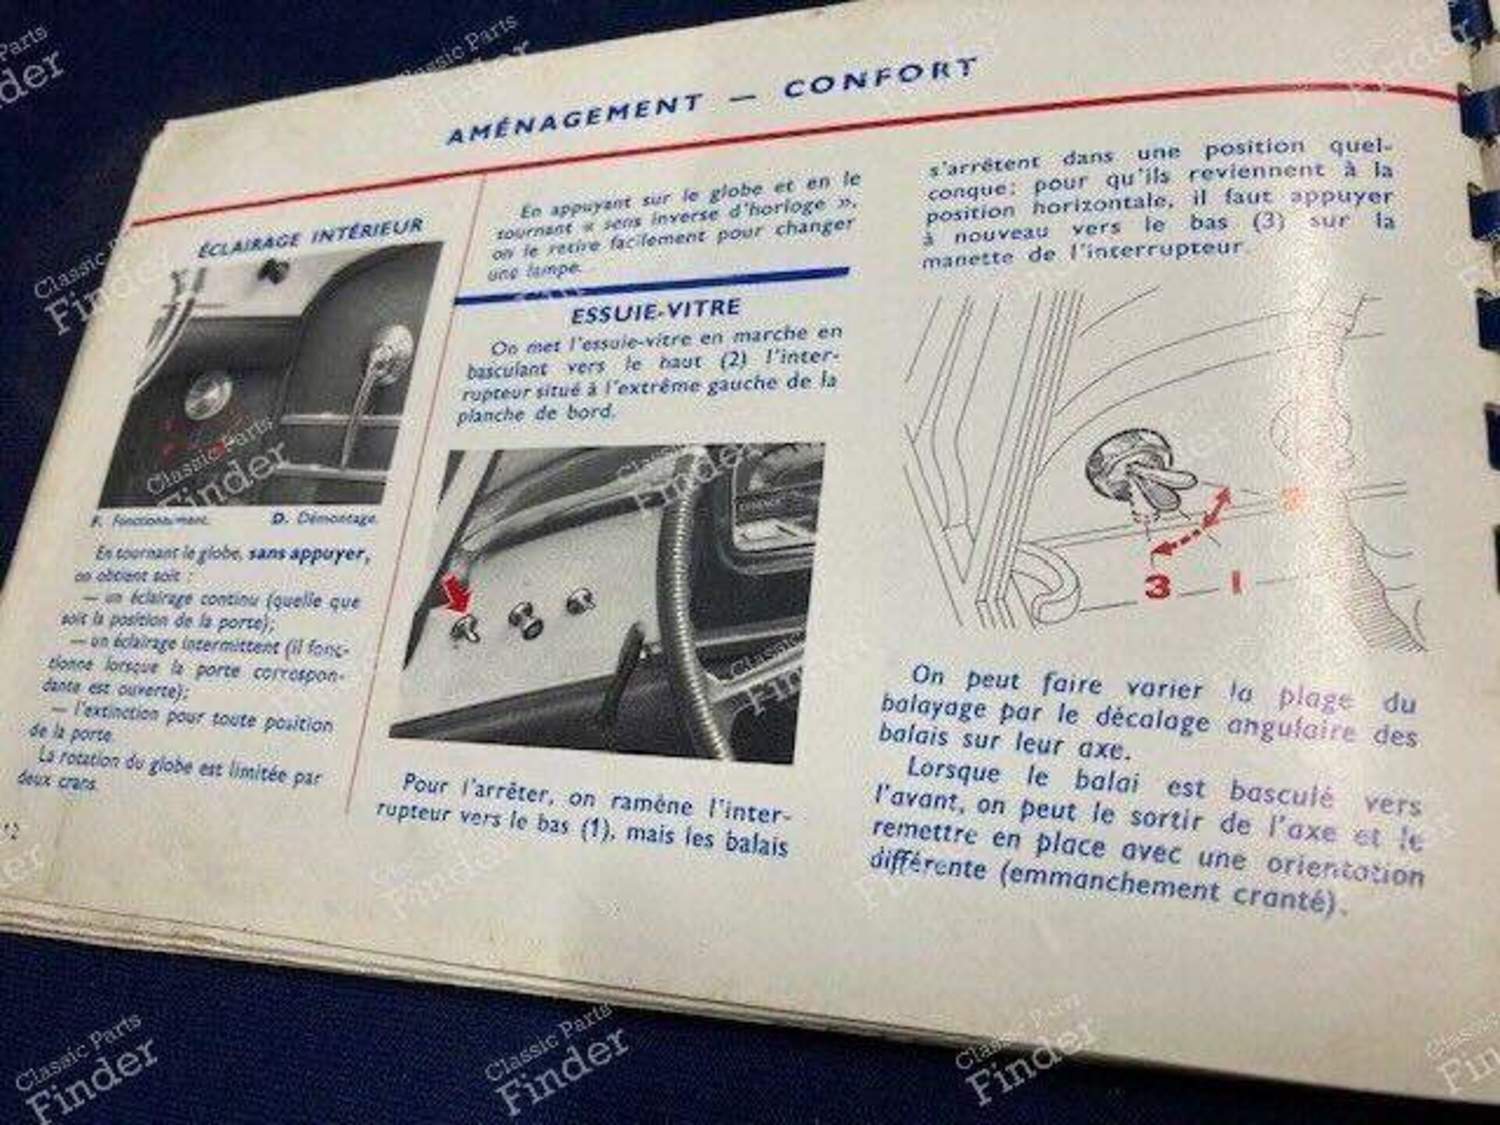 AMÉNAGEMENT — CONFORT
ÉCLAIRAGE INTÉRIEUR
F. Fonctionnement.
D. Démontage.
En tournant le globe, sans appuyer,
on obtient soit :
— un éclairage continu (quelle que
soit la position de la porte);
— un éclairage intermittent (il fonc-
tionne lorsque la porte correspon-
dante est ouverte);
— l'extinction pour toute position
de la porte.
La rotation du globe est limitée par
deux crans.
12
En appuyant sur le globe et en le
tournant « sens inverse d'horloge »,
on le retire facilement pour changer
une lampe.
ESSUIE-VITRE
On met l'essuie-vitre en marche en
basculant vers le haut (2) l'inter-
rupteur situé à l'extrême gauche de la
planche de bord.
Pour l'arrêter, on ramène l'inter-
rupteur vers le bas (1), mais les balais
s'arrêtent dans une position quel-
conque; pour qu'ils reviennent à la
position horizontale, il faut appuyer
à nouveau vers le bas (3) sur la
manette de l'interrupteur.
2
3
1
On peut faire varier la plage du
balayage par le décalage angulaire des
balais sur leur axe.
Lorsque le balai est basculé vers
l'avant, on peut le sortir de l'axe et le
remettre en place avec une orientation
différente (emmanchement cranté).
Classic Parts
Finder